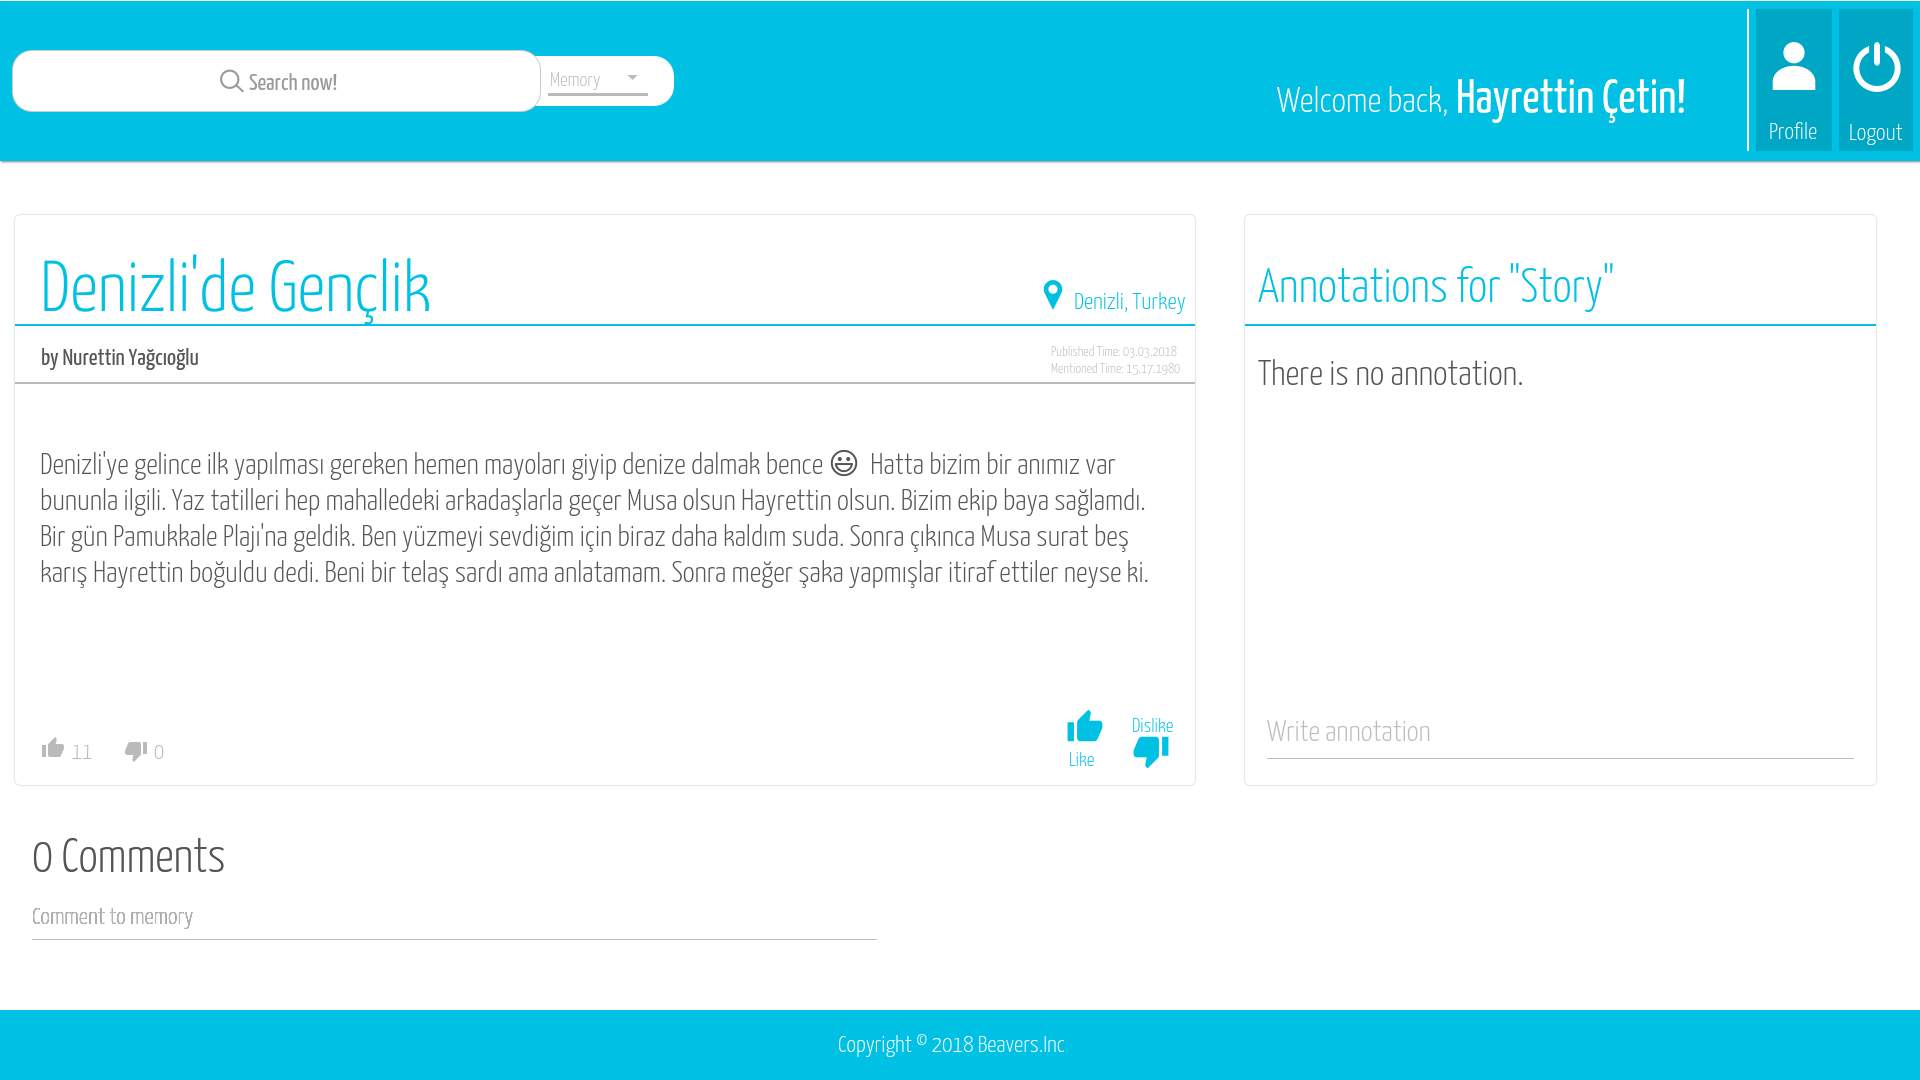 Search now!
Memory
Welcome back, Hayrettin Çetin!
Profile
Logout
Denizli'de Gençlik
Denizli, Turkey
by Nurettin Yağcıoğlu
Published Time: 03.03.2018
Mentioned Time: 15.17.1980
Denizli'ye gelince ilk yapılması gereken hemen mayoları giyip denize dalmak bence 😃 Hatta bizim bir anımız var
bununla ilgili. Yaz tatilleri hep mahalledeki arkadaşlarla geçer Musa olsun Hayrettin olsun. Bizim ekip baya sağlamdı.
Bir gün Pamukkale Plajı'na geldik. Ben yüzmeyi sevdiğim için biraz daha kaldım suda. Sonra çıkınca Musa surat beş
karış Hayrettin boğuldu dedi. Beni bir telaş sardı ama anlatamam. Sonra meğer şaka yapmışlar itiraf ettiler neyse ki.
11
0
Like
Dislike
Annotations for "Story"
There is no annotation.
Write annotation
0 Comments
Comment to memory
Copyright © 2018 Beavers.Inc